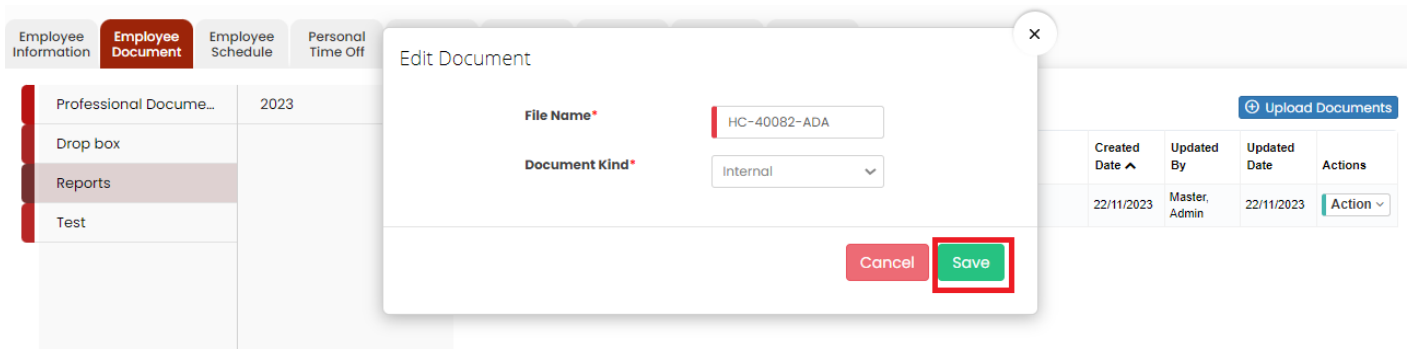 Employee
Information
Employee
Document
Employee
Schedule
Personal
Time Off
Edit Document
×
Professional Docume...
2023
Drop box
Reports
Test
File Name*
HC-40082-ADA
Document Kind*
Internal
Cancel
Save
Upload Documents
Created
Date
Updated
By
Updated
Date
Actions
22/11/2023
Master,
Admin
22/11/2023
Action